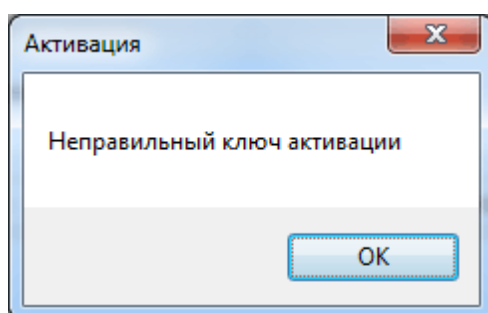 Активация
Неправильный ключ активации
OK